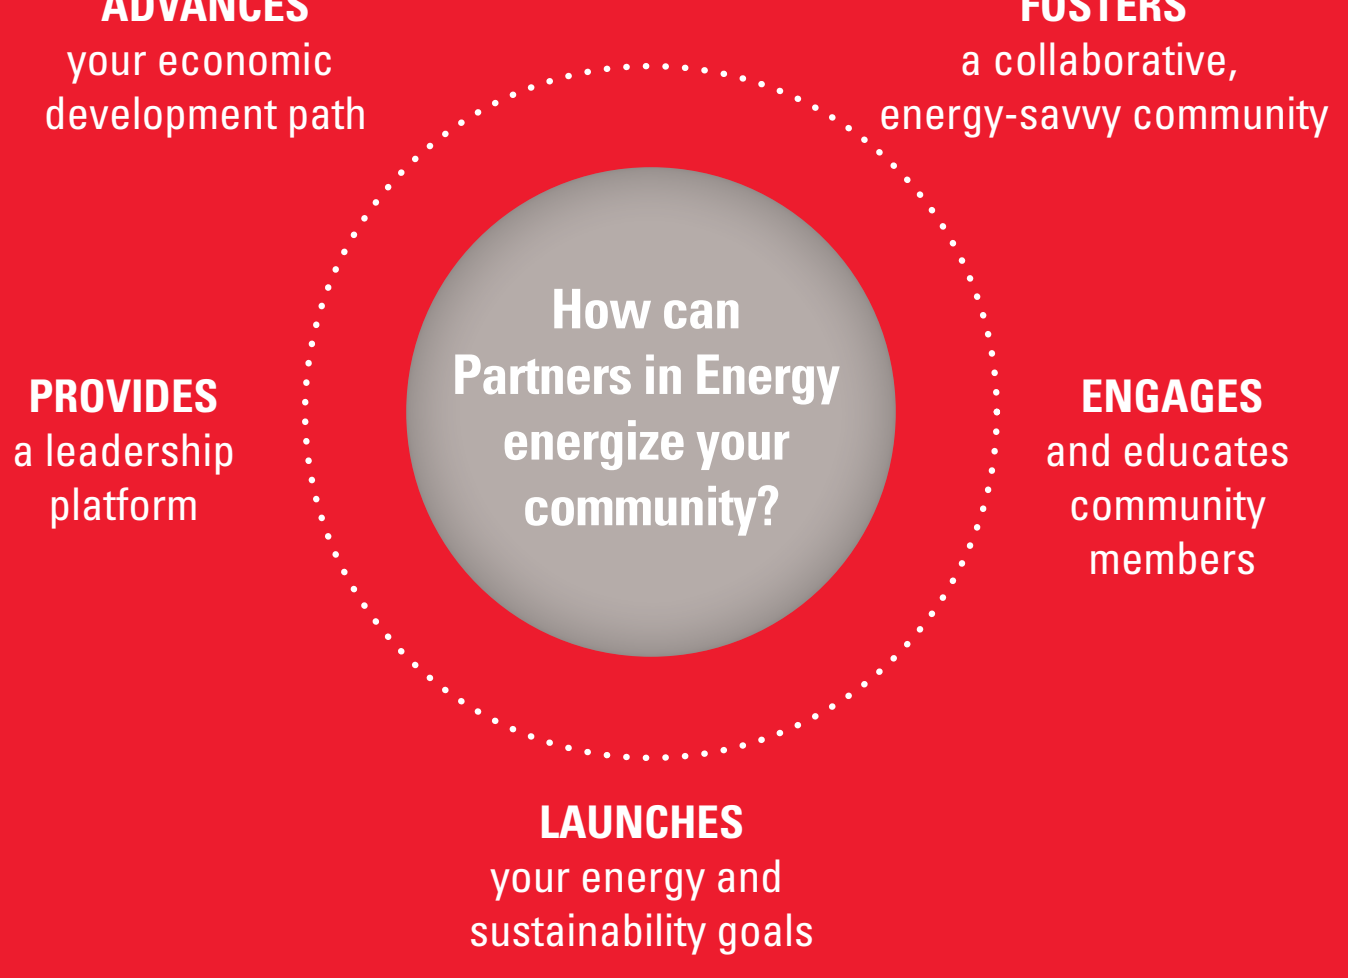 ADVANCES
your economic
development path
FOSTERS
a collaborative,
energy-savvy community
How can
Partners in Energy
energize your
community?
PROVIDES
a leadership
platform
ENGAGES
and educates
community
members
LAUNCHES
your energy and
sustainability goals